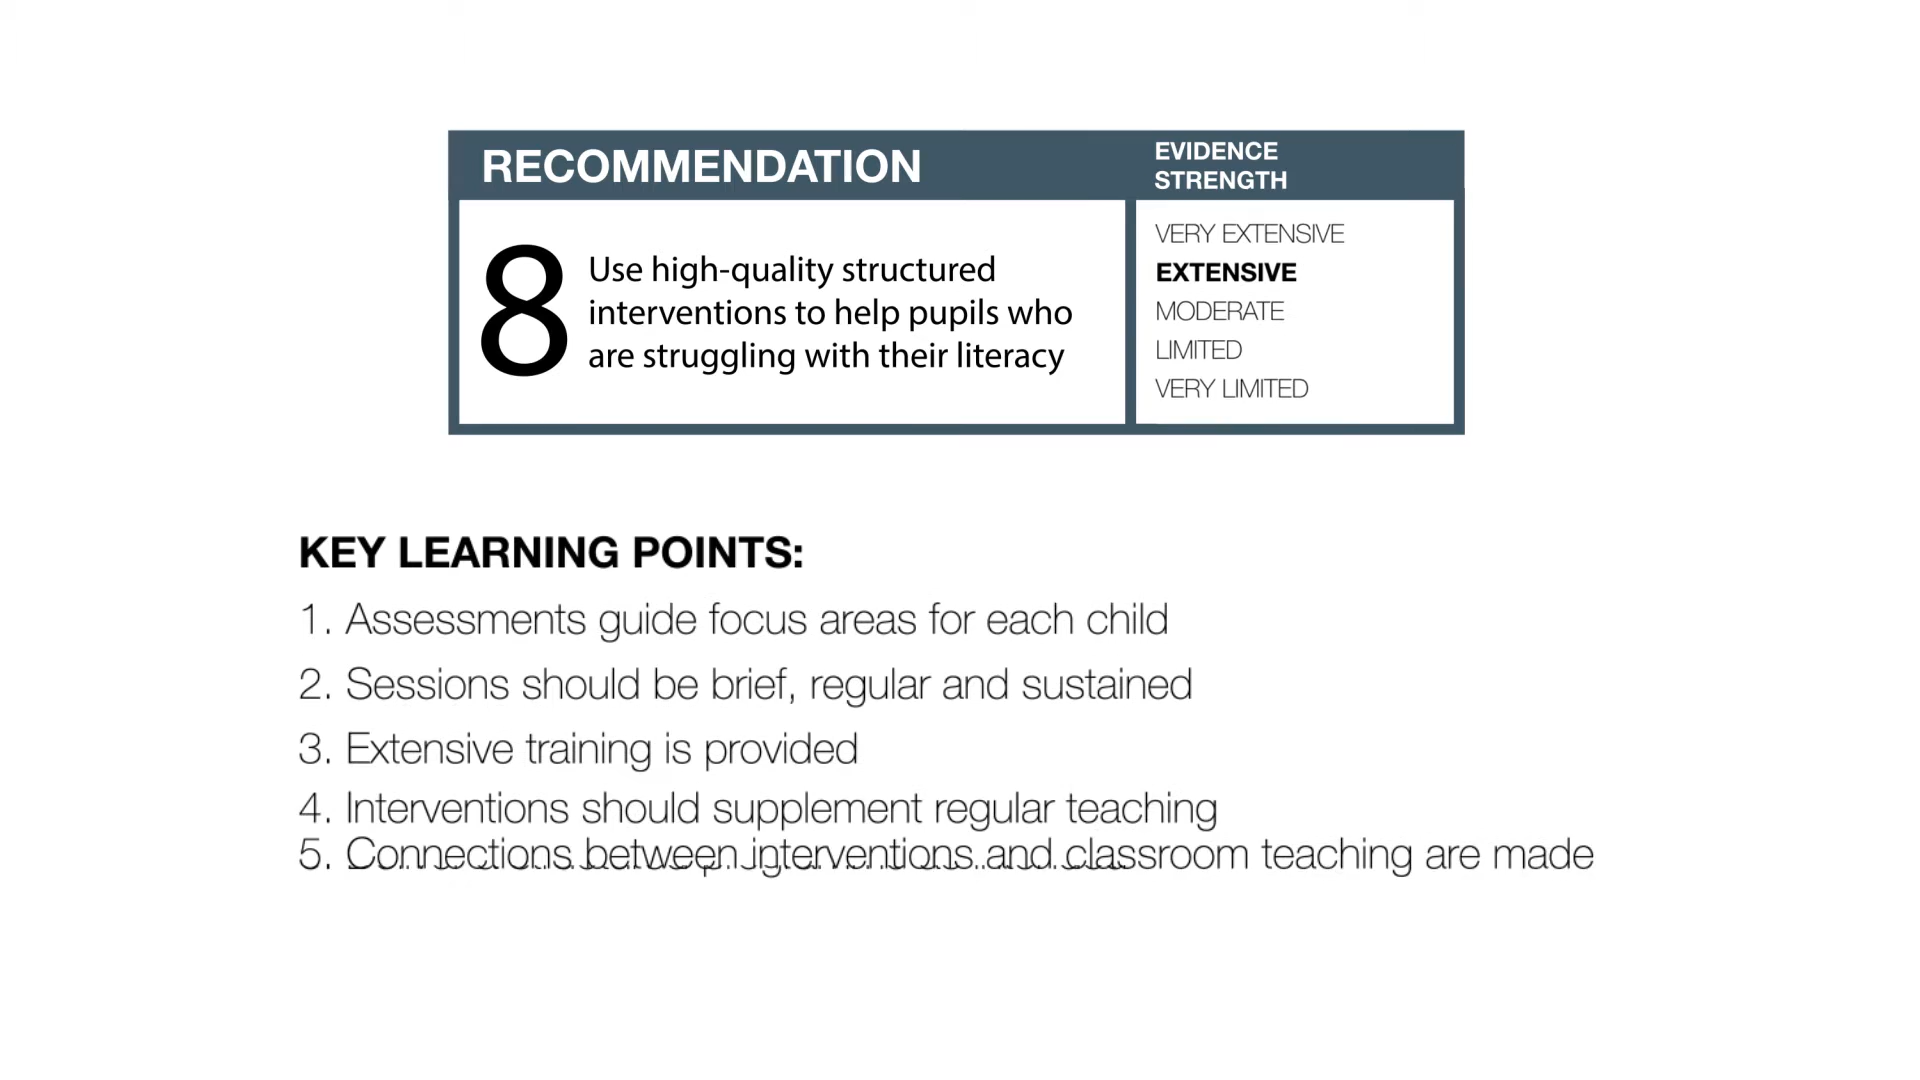 RECOMMENDATION
EVIDENCE
STRENGTH
8
Use high-quality structured
interventions to help pupils who
are struggling with their literacy
VERY EXTENSIVE
EXTENSIVE
MODERATE
LIMITED
VERY LIMITED
KEY LEARNING POINTS:
1. Assessments guide focus areas for each child
2. Sessions should be brief, regular and sustained
3. Extensive training is provided
4. Interventions should supplement regular teaching
5. Connections between interventions and classroom teaching are made